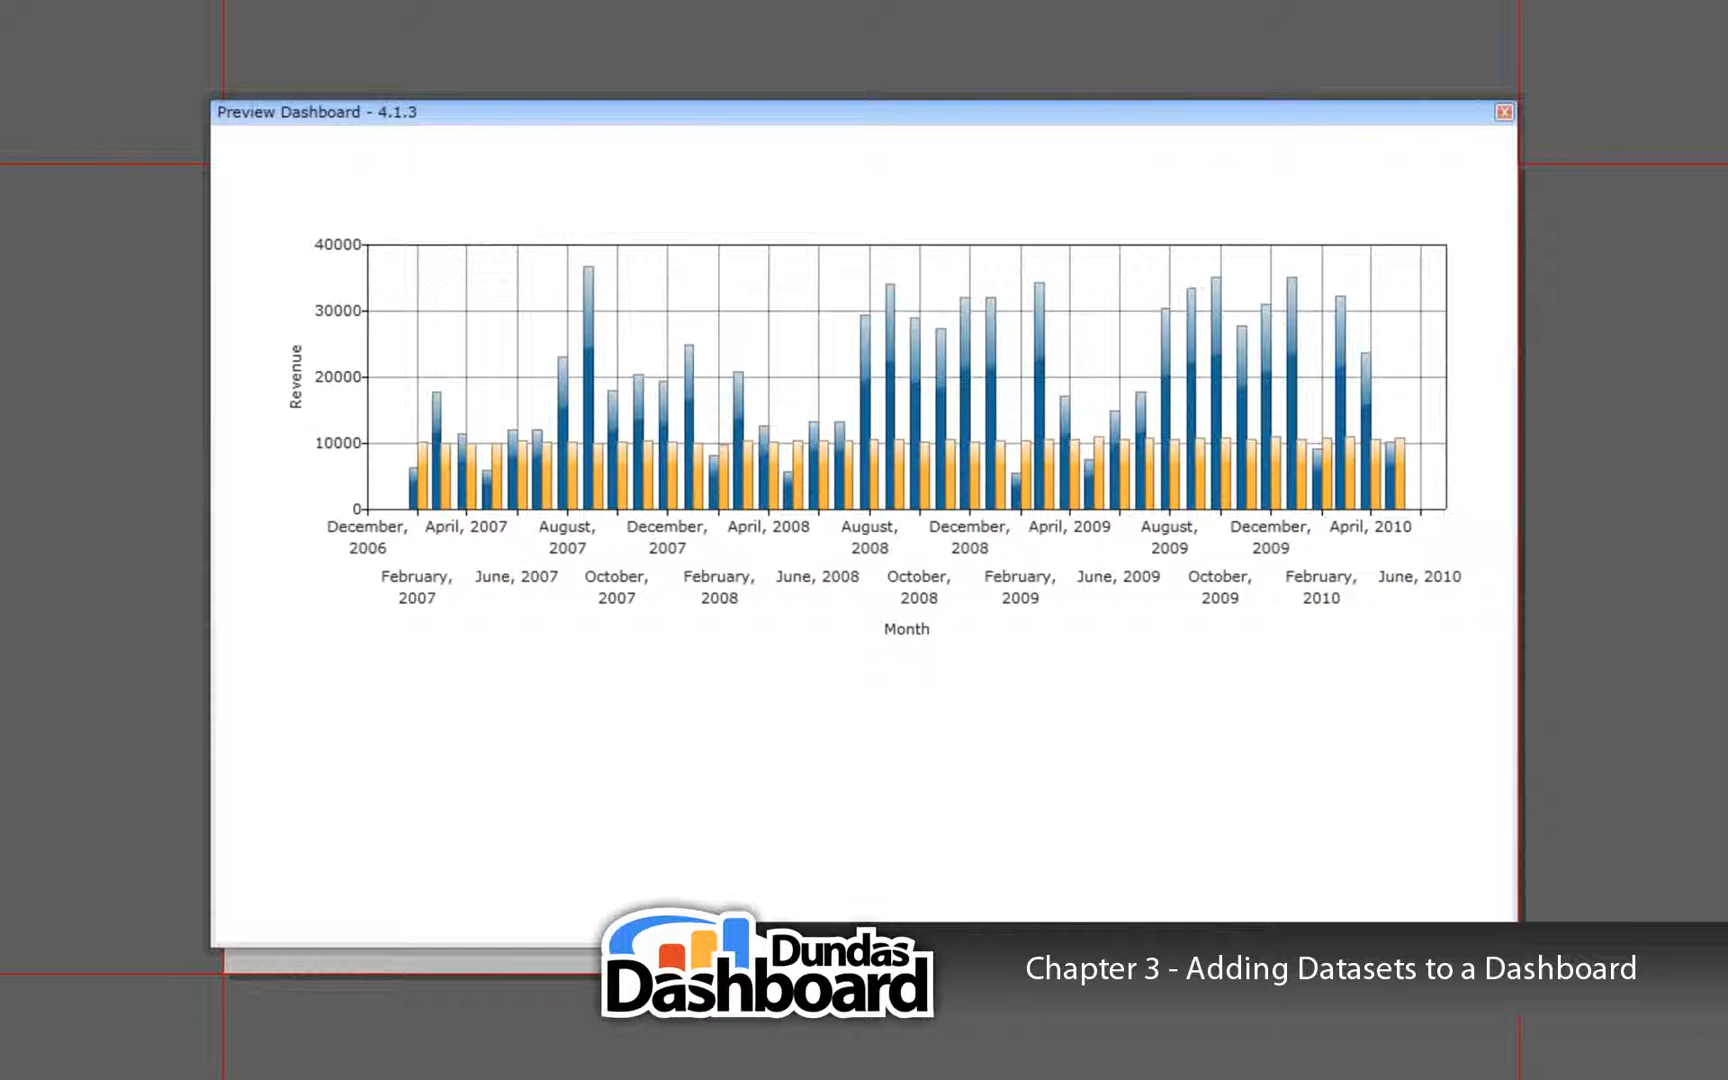 Preview Dashboard - 4.1.3
40000
30000
20000
10000
0
Revenue
December, 2006
February, 2007
April, 2007
June, 2007
August, 2007
October, 2007
December, 2007
February, 2008
April, 2008
June, 2008
August, 2008
October, 2008
December, 2008
February, 2009
April, 2009
June, 2009
August, 2009
October, 2009
December, 2009
February, 2010
April, 2010
June, 2010
Month
Dundas
Dashboard
Chapter 3 - Adding Datasets to a Dashboard